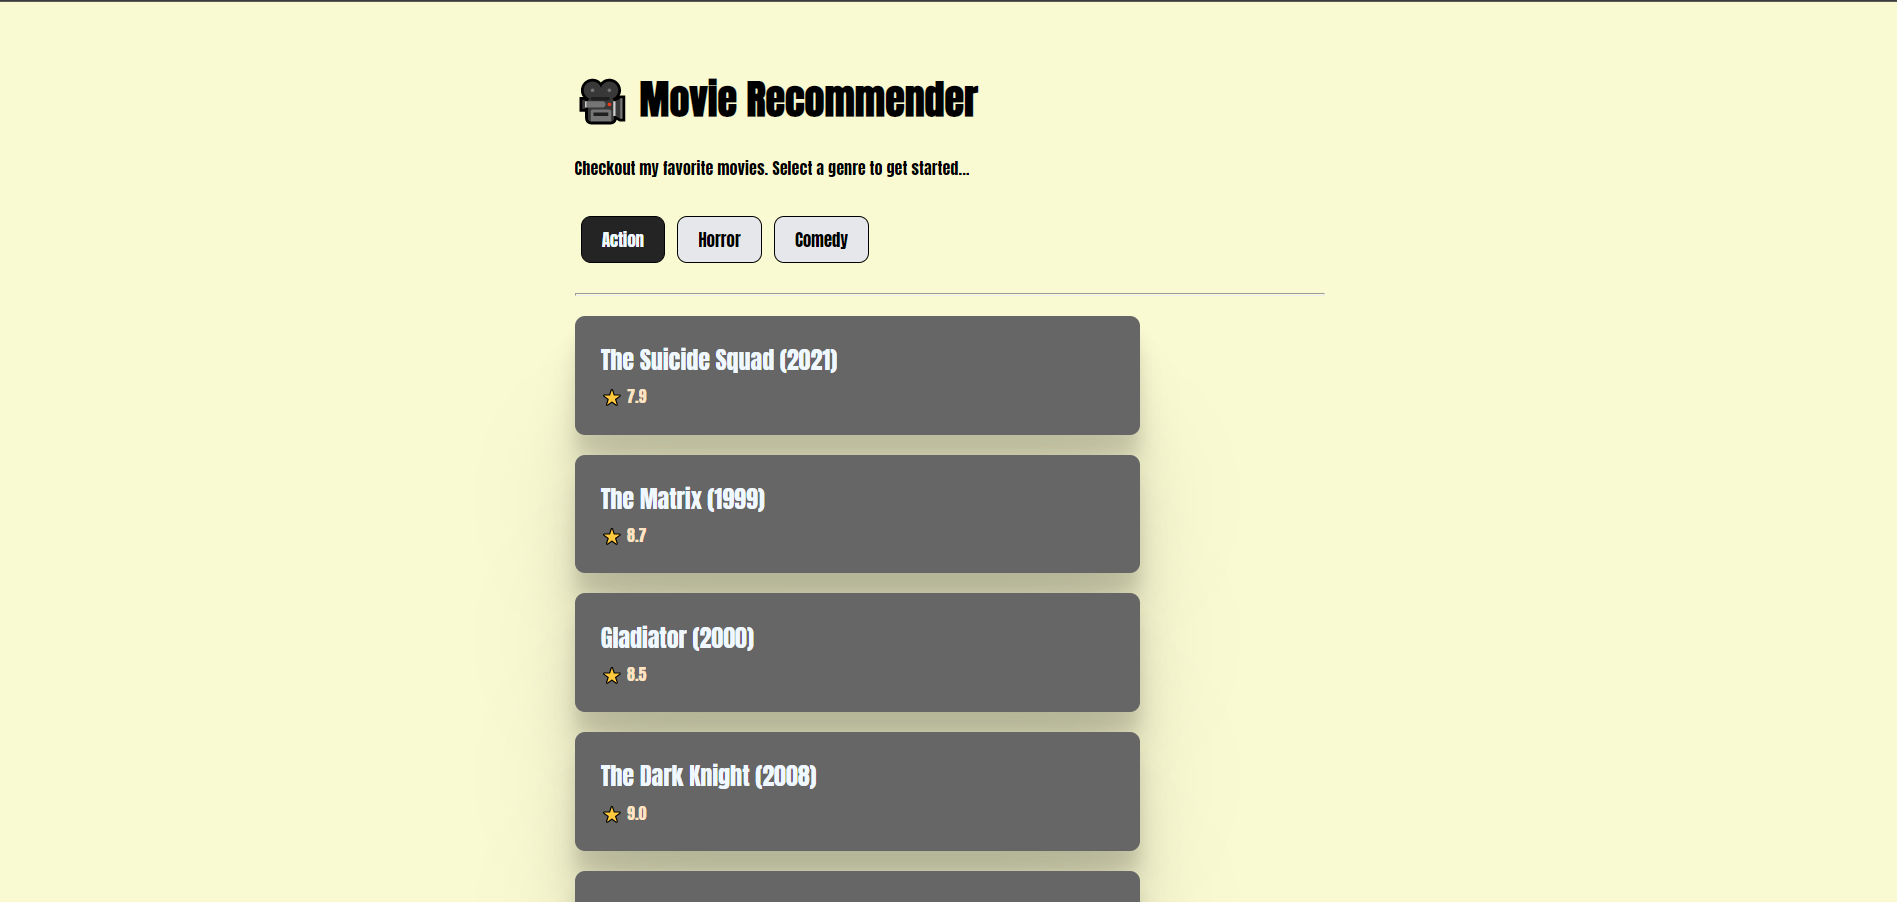 Movie Recommender
Checkout my favorite movies. Select a genre to get started...
Action Horror Comedy
The Suicide Squad (2021)
7.9
The Matrix (1999)
8.7
Gladiator (2000)
8.5
The Dark Knight (2008)
9.0